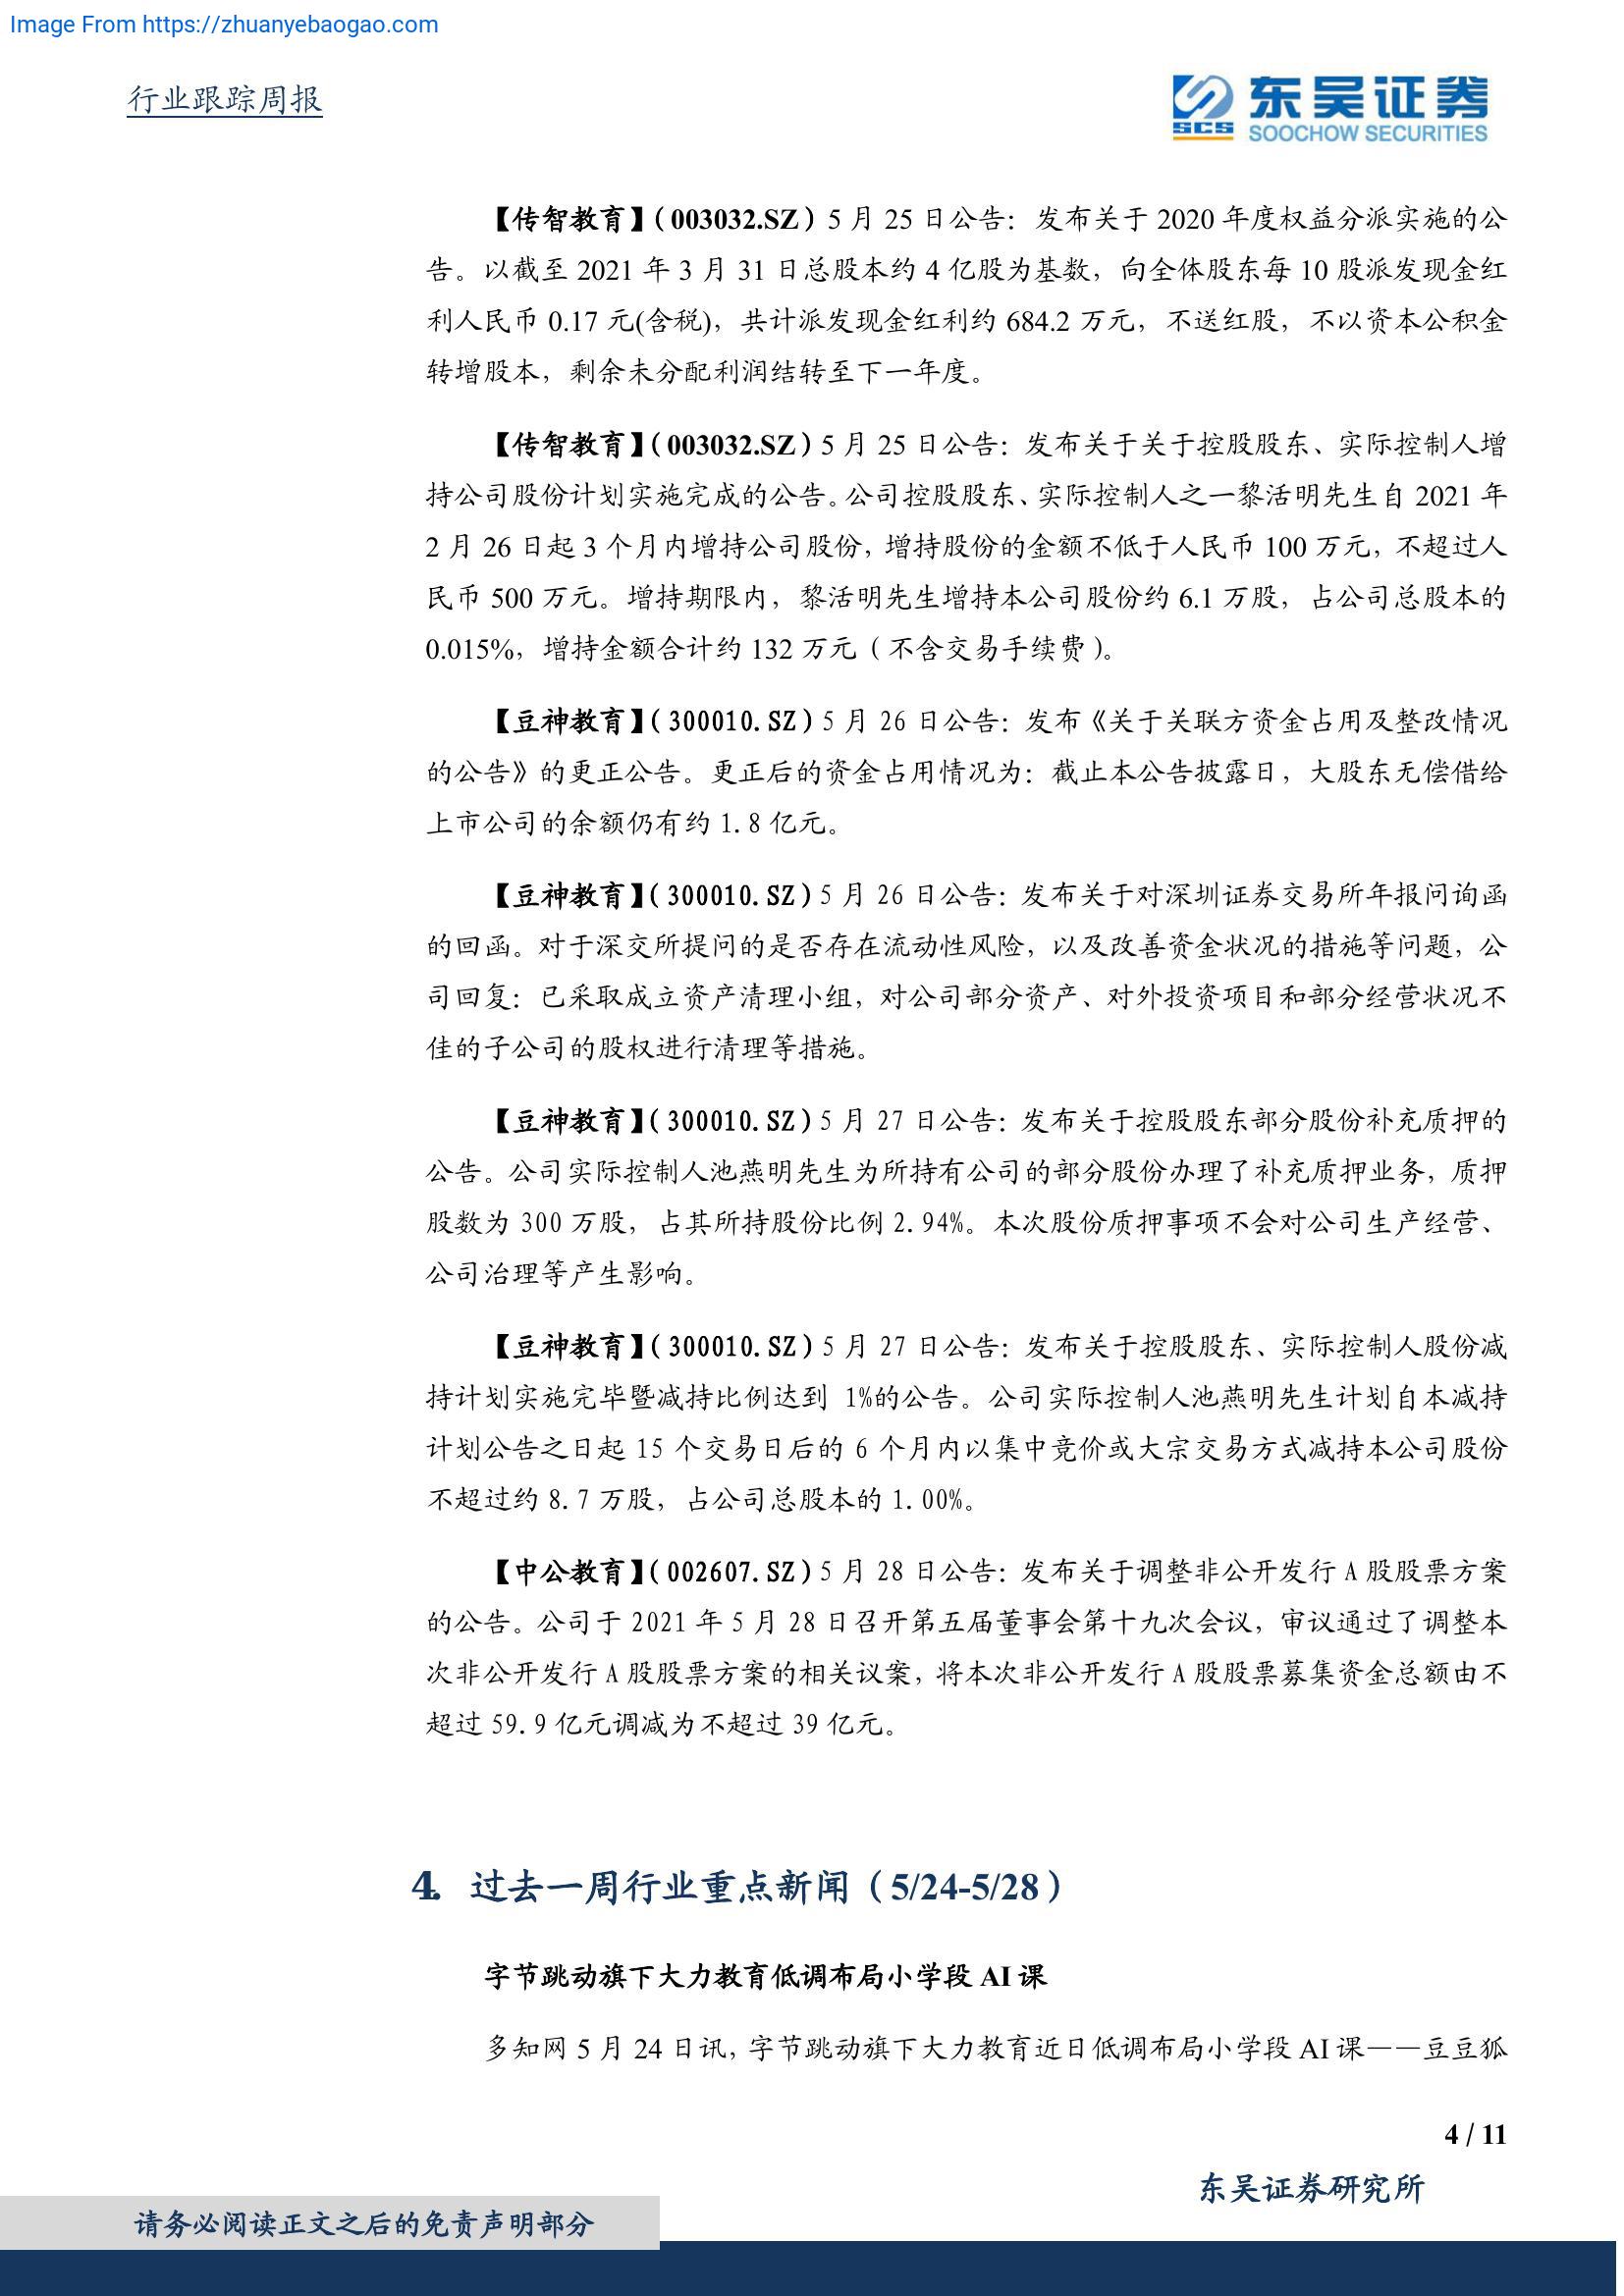 Image From https://zhuanyebaogao.com
行业跟踪周报
SCS
东吴证券
SOOCHOW SECURITIES
【传智教育】（003032.SZ）5 月 25 日公告：发布关于 2020 年度权益分派实施的公
告。以截至 2021 年 3 月 31 日总股本约 4 亿股为基数，向全体股东每 10 股派发现金红
利人民币 0.17 元(含税)，共计派发现金红利约 684.2 万元，不送红股，不以资本公积金
转增股本，剩余未分配利润结转至下一年度。
【传智教育】（003032.SZ）5 月 25 日公告：发布关于关于控股股东、实际控制人增
持公司股份计划实施完成的公告。公司控股股东、实际控制人之一黎活明先生自 2021 年
2 月 26 日起 3 个月内增持公司股份，增持股份的金额不低于人民币 100 万元，不超过人
民币 500 万元。增持期限内，黎活明先生增持本公司股份约 6.1 万股，占公司总股本的
0.015%，增持金额合计约 132 万元（不含交易手续费）。
【豆神教育】（300010.SZ）5 月 26 日公告：发布《关于关联方资金占用及整改情况
的公告》的更正公告。更正后的资金占用情况为：截止本公告披露日，大股东无偿借给
上市公司的余额仍有约 1.8 亿元。
【豆神教育】（300010.SZ）5 月 26 日公告：发布关于对深圳证券交易所年报问询函
的回函。对于深交所提问的是否存在流动性风险，以及改善资金状况的措施等问题，公
司回复：已采取成立资产清理小组，对公司部分资产、对外投资项目和部分经营状况不
佳的子公司的股权进行清理等措施。
【豆神教育】（300010.SZ）5 月 27 日公告：发布关于控股股东部分股份补充质押的
公告。公司实际控制人池燕明先生为所持有公司的部分股份办理了补充质押业务，质押
股数为 300 万股，占其所持股份比例 2.94%。本次股份质押事项不会对公司生产经营、
公司治理等产生影响。
【豆神教育】（300010.SZ）5 月 27 日公告：发布关于控股股东、实际控制人股份减
持计划实施完毕暨减持比例达到 1%的公告。公司实际控制人池燕明先生计划自本减持
计划公告之日起 15 个交易日后的 6 个月内以集中竞价或大宗交易方式减持本公司股份
不超过约 8.7 万股，占公司总股本的 1.00%。
【中公教育】（002607.SZ）5 月 28 日公告：发布关于调整非公开发行 A 股股票方案
的公告。公司于 2021 年 5 月 28 日召开第五届董事会第十九次会议，审议通过了调整本
次非公开发行 A 股股票方案的相关议案，将本次非公开发行 A 股股票募集资金总额由不
超过 59.9 亿元调减为不超过 39 亿元。
4. 过去一周行业重点新闻（5/24-5/28）
字节跳动旗下大力教育低调布局小学段 AI 课
多知网 5 月 24 日讯，字节跳动旗下大力教育近日低调布局小学段 AI 课——豆豆狐
4 / 11
东吴证券研究所
请务必阅读正文之后的免责声明部分